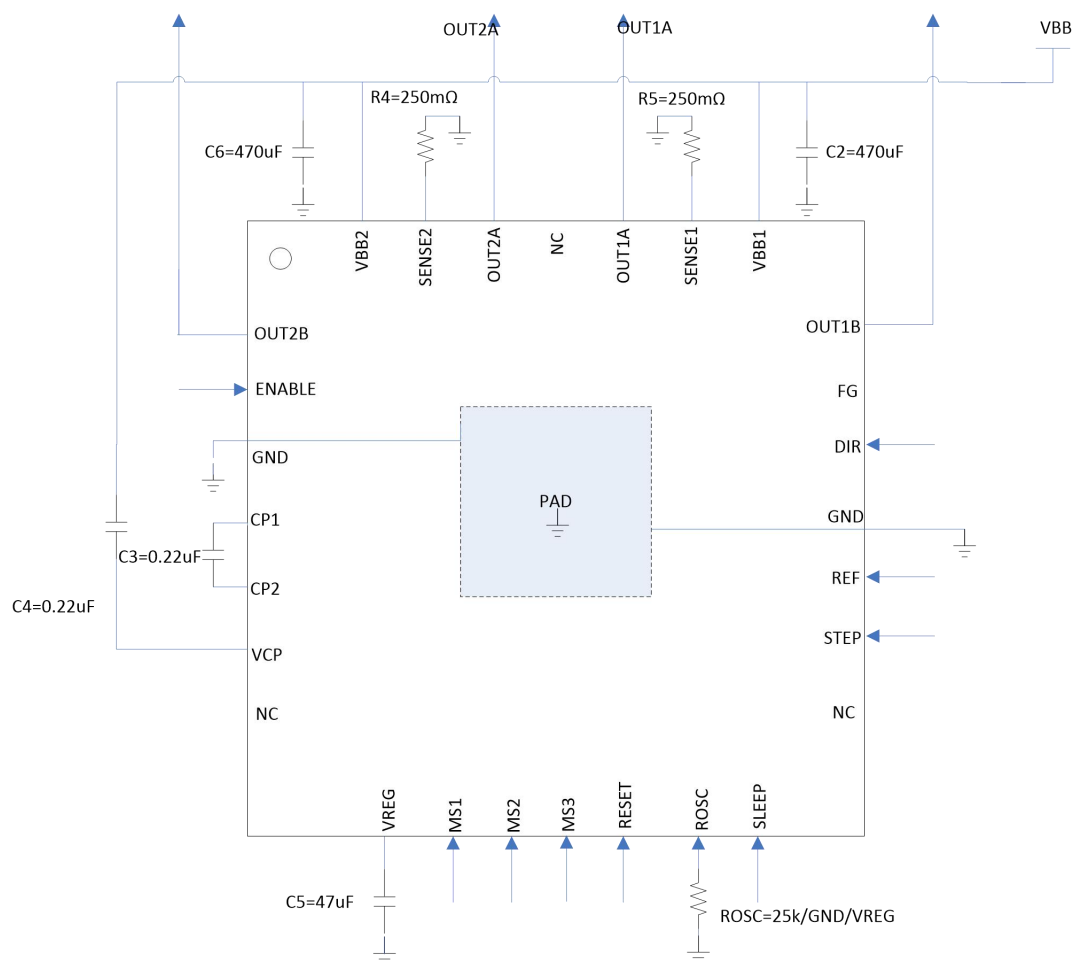 OUT2A
OUT1A
VBB
R4=250mΩ
R5=250mΩ
C6=470uF
C2=470uF
VBB2
SENSE2
OUT2A
NC
OUT1A
SENSE1
VBB1
OUT2B
OUT1B
ENABLE
FG
DIR
GND
PAD
GND
CP1
C3=0.22uF
REF
CP2
C4=0.22uF
STEP
VCP
NC
NC
VREG
MS1
MS2
MS3
RESET
ROSC
SLEEP
C5=47uF
ROSC=25k/GND/VREG